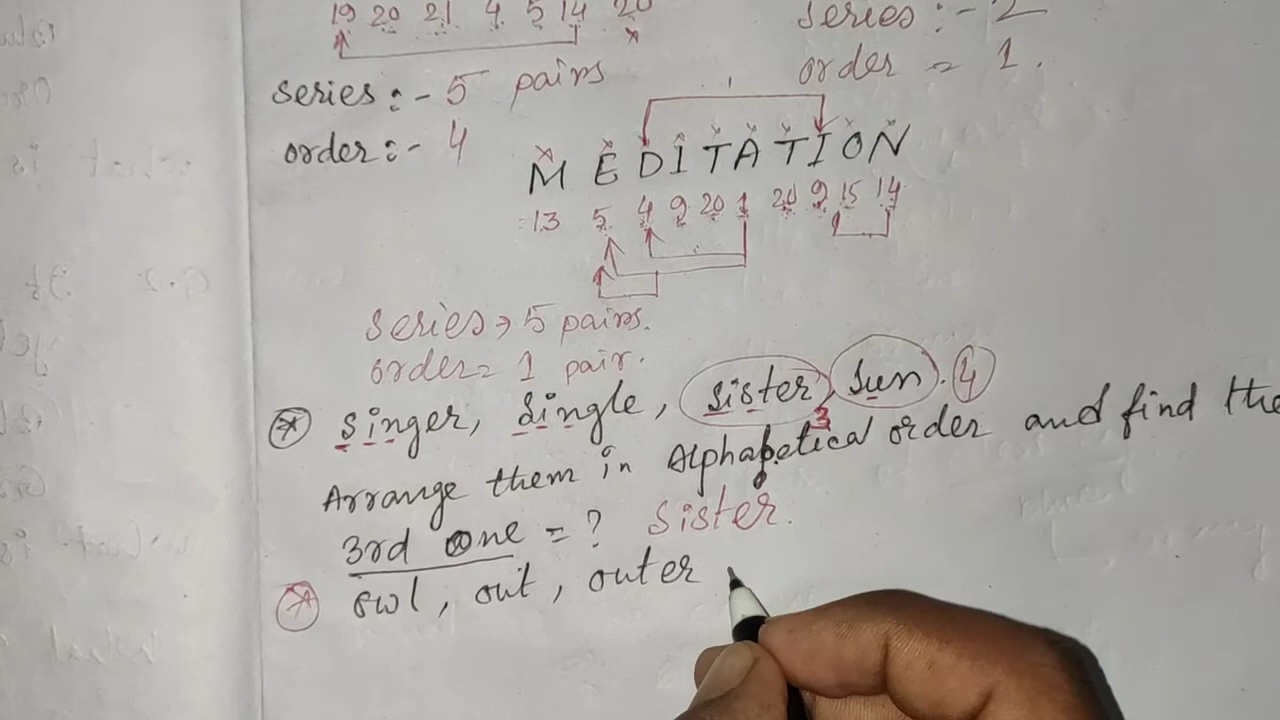 19 20 21 4 5 14 20
series :- 2
order = 1.
series :- 5 pairs
order :- 4
MEDITATION
13 5 4 9 20 1 20 9 15 14
series → 5 pairs.
order = 1 pair.
singer, single, sister, sun. 4
3
Arrange them in Alphabetical order and find the
3rd one = ? sister.
owl, out, outer